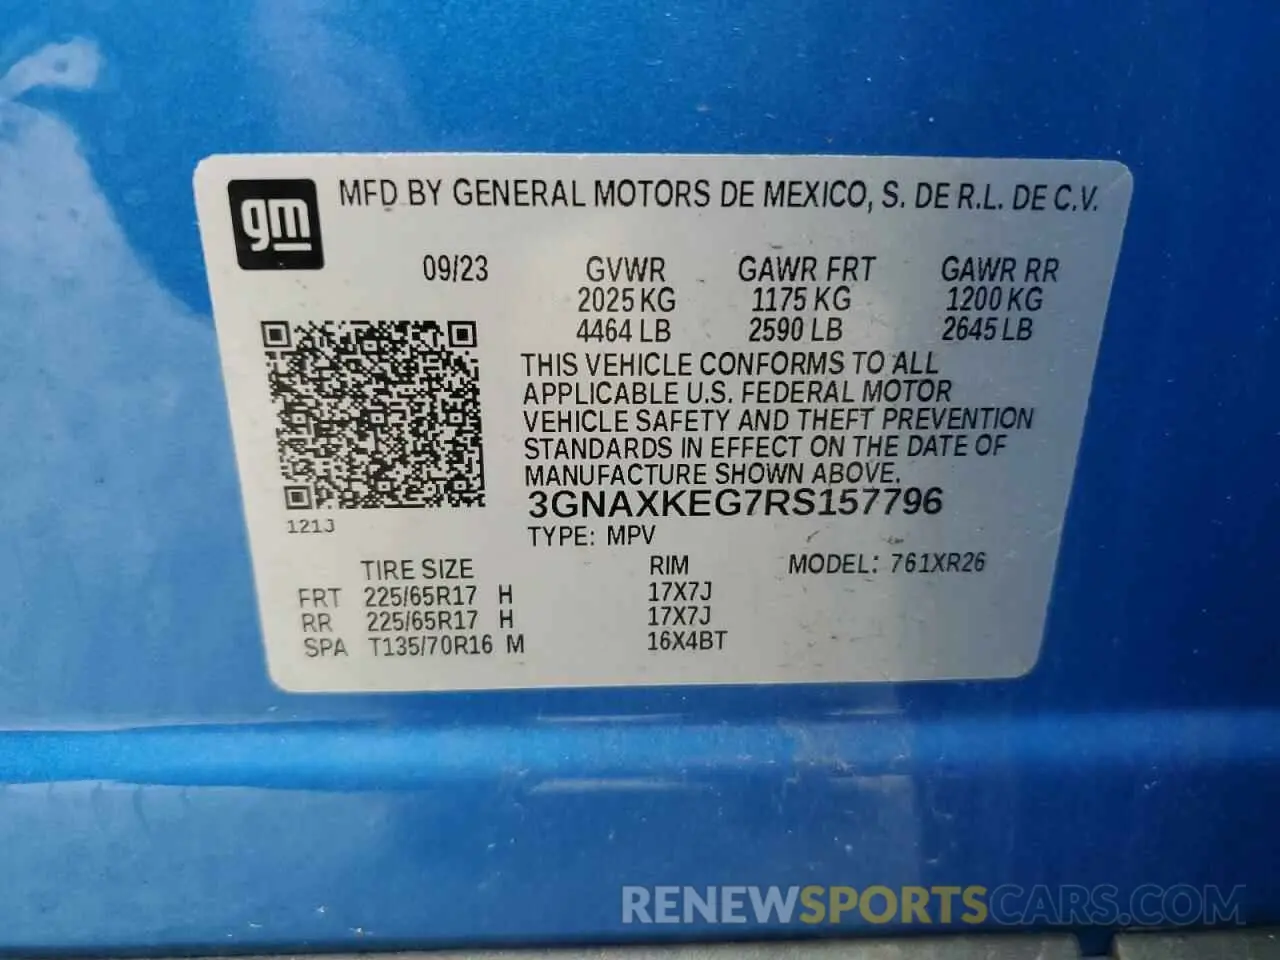 gm
MFD BY GENERAL MOTORS DE MEXICO, S. DE R.L. DE C.V.
09/23 GVWR GAWR FRT GAWR RR
2025 KG 1175 KG 1200 KG
4464 LB 2590 LB 2645 LB
THIS VEHICLE CONFORMS TO ALL
APPLICABLE U.S. FEDERAL MOTOR
VEHICLE SAFETY AND THEFT PREVENTION
STANDARDS IN EFFECT ON THE DATE OF
MANUFACTURE SHOWN ABOVE.
3GNAXKEG7RS157796
121J
TYPE: MPV
TIRE SIZE RIM MODEL: 761XR26
FRT 225/65R17 H 17X7J
RR 225/65R17 H 17X7J
SPA T135/70R16 M 16X4BT
RENEWSPORTSCARS.COM